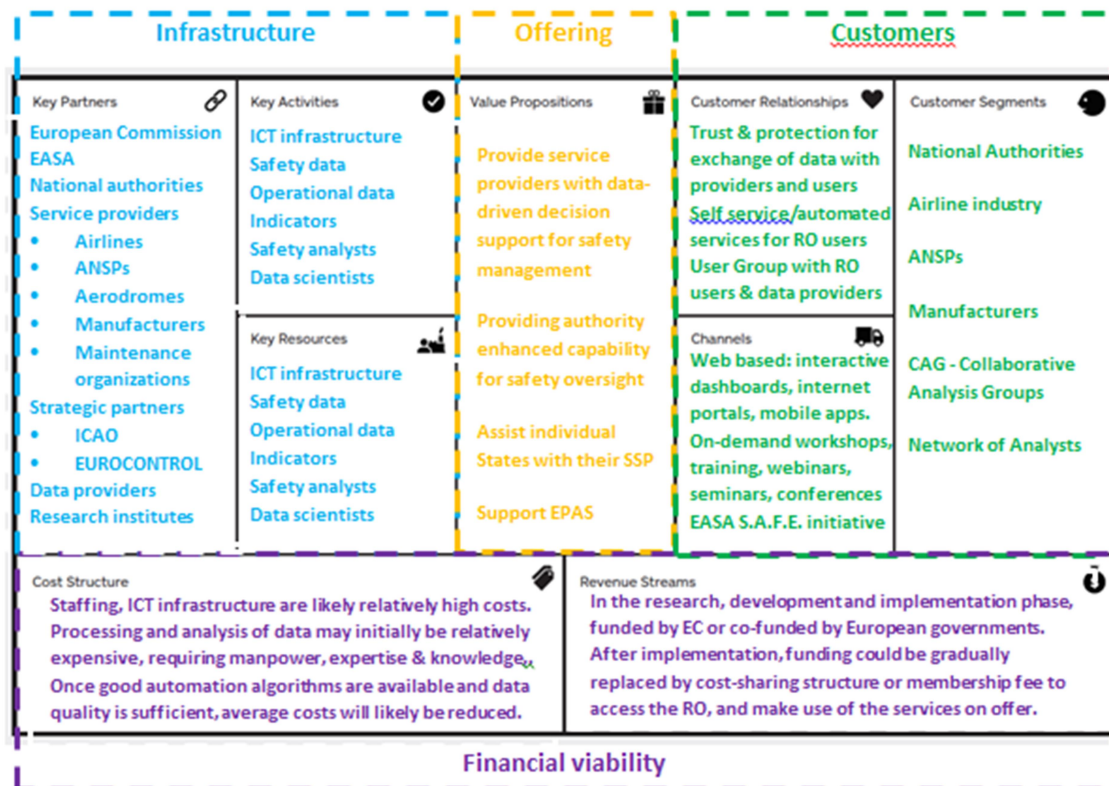 Infrastructure
Offering
Customers
Key Partners
European Commission
EASA
National authorities
Service providers
• Airlines
• ANSPs
• Aerodromes
• Manufacturers
• Maintenance
organizations
Strategic partners
• ICAO
• EUROCONTROL
Data providers
Research institutes
Key Activities
ICT infrastructure
Safety data
Operational data
Indicators
Safety analysts
Data scientists
Key Resources
ICT infrastructure
Safety data
Operational data
Indicators
Safety analysts
Data scientists
Value Propositions
Provide service
providers with data-
driven decision
support for safety
management
Providing authority
enhanced capability
for safety oversight
Assist individual
States with their SSP
Support EPAS
Customer Relationships
Trust & protection for
exchange of data with
providers and users
Self service/automated
services for RO users
User Group with RO
users & data providers
Channels
Web based: interactive
dashboards, internet
portals, mobile apps.
On-demand workshops,
training, webinars,
seminars, conferences
EASA S.A.F.E. initiative
Customer Segments
National Authorities
Airline industry
ANSPs
Manufacturers
CAG - Collaborative
Analysis Groups
Network of Analysts
Cost Structure
Staffing, ICT infrastructure are likely relatively high costs.
Processing and analysis of data may initially be relatively
expensive, requiring manpower, expertise & knowledge,,
Once good automation algorithms are available and data
quality is sufficient, average costs will likely be reduced.
Revenue Streams
In the research, development and implementation phase,
funded by EC or co-funded by European governments.
After implementation, funding could be gradually
replaced by cost-sharing structure or membership fee to
access the RO, and make use of the services on offer.
Financial viability